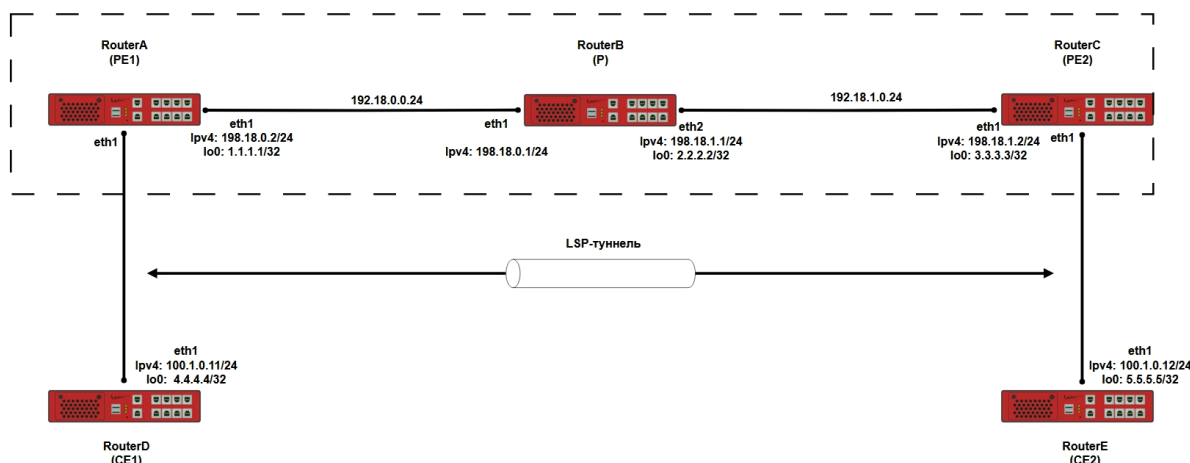 RouterA
(PE1)
RouterB
(P)
RouterC
(PE2)
192.18.0.0.24
192.18.1.0.24
eth1
eth1
Ipv4: 198.18.0.2/24
lo0: 1.1.1.1/32
eth1
Ipv4: 198.18.0.1/24
eth2
Ipv4: 198.18.1.1/24
lo0: 2.2.2.2/32
eth1
Ipv4: 198.18.1.2/24
lo0: 3.3.3.3/32
eth1
LSP-туннель
eth1
Ipv4: 100.1.0.11/24
lo0: 4.4.4.4/32
eth1
Ipv4: 100.1.0.12/24
lo0: 5.5.5.5/32
RouterD
(CE1)
RouterE
(CE2)